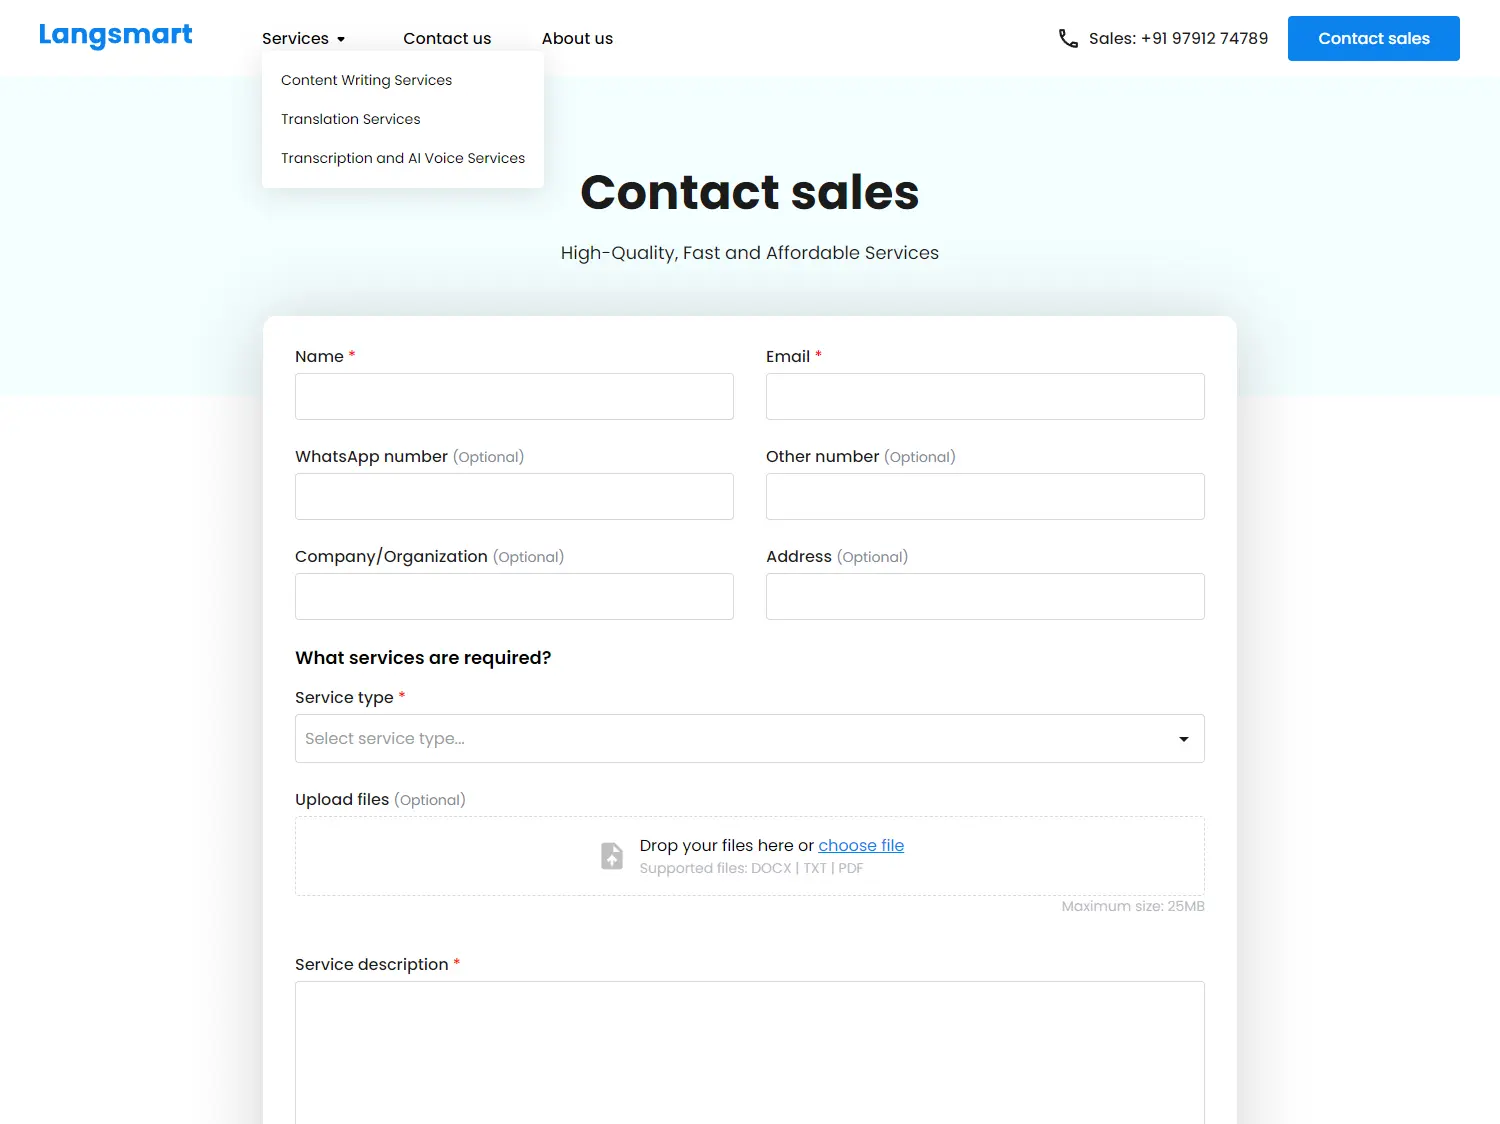 Langsmart
Services
Contact us
About us
Sales: +91 97912 74789
Contact sales
Content Writing Services
Translation Services
Transcription and AI Voice Services
Contact sales
High-Quality, Fast and Affordable Services
Name *
Email *
WhatsApp number (Optional)
Other number (Optional)
Company/Organization (Optional)
Address (Optional)
What services are required?
Service type *
Select service type...
Upload files (Optional)
Drop your files here or choose file
Supported files: DOCX | TXT | PDF
Maximum size: 25MB
Service description *